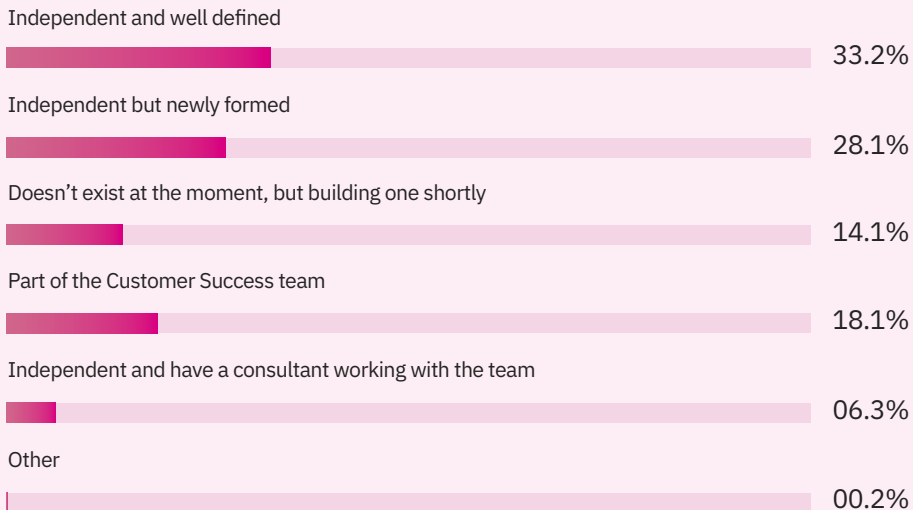 Independent and well defined
33.2%
Independent but newly formed
28.1%
Doesn’t exist at the moment, but building one shortly
14.1%
Part of the Customer Success team
18.1%
Independent and have a consultant working with the team
06.3%
Other
00.2%